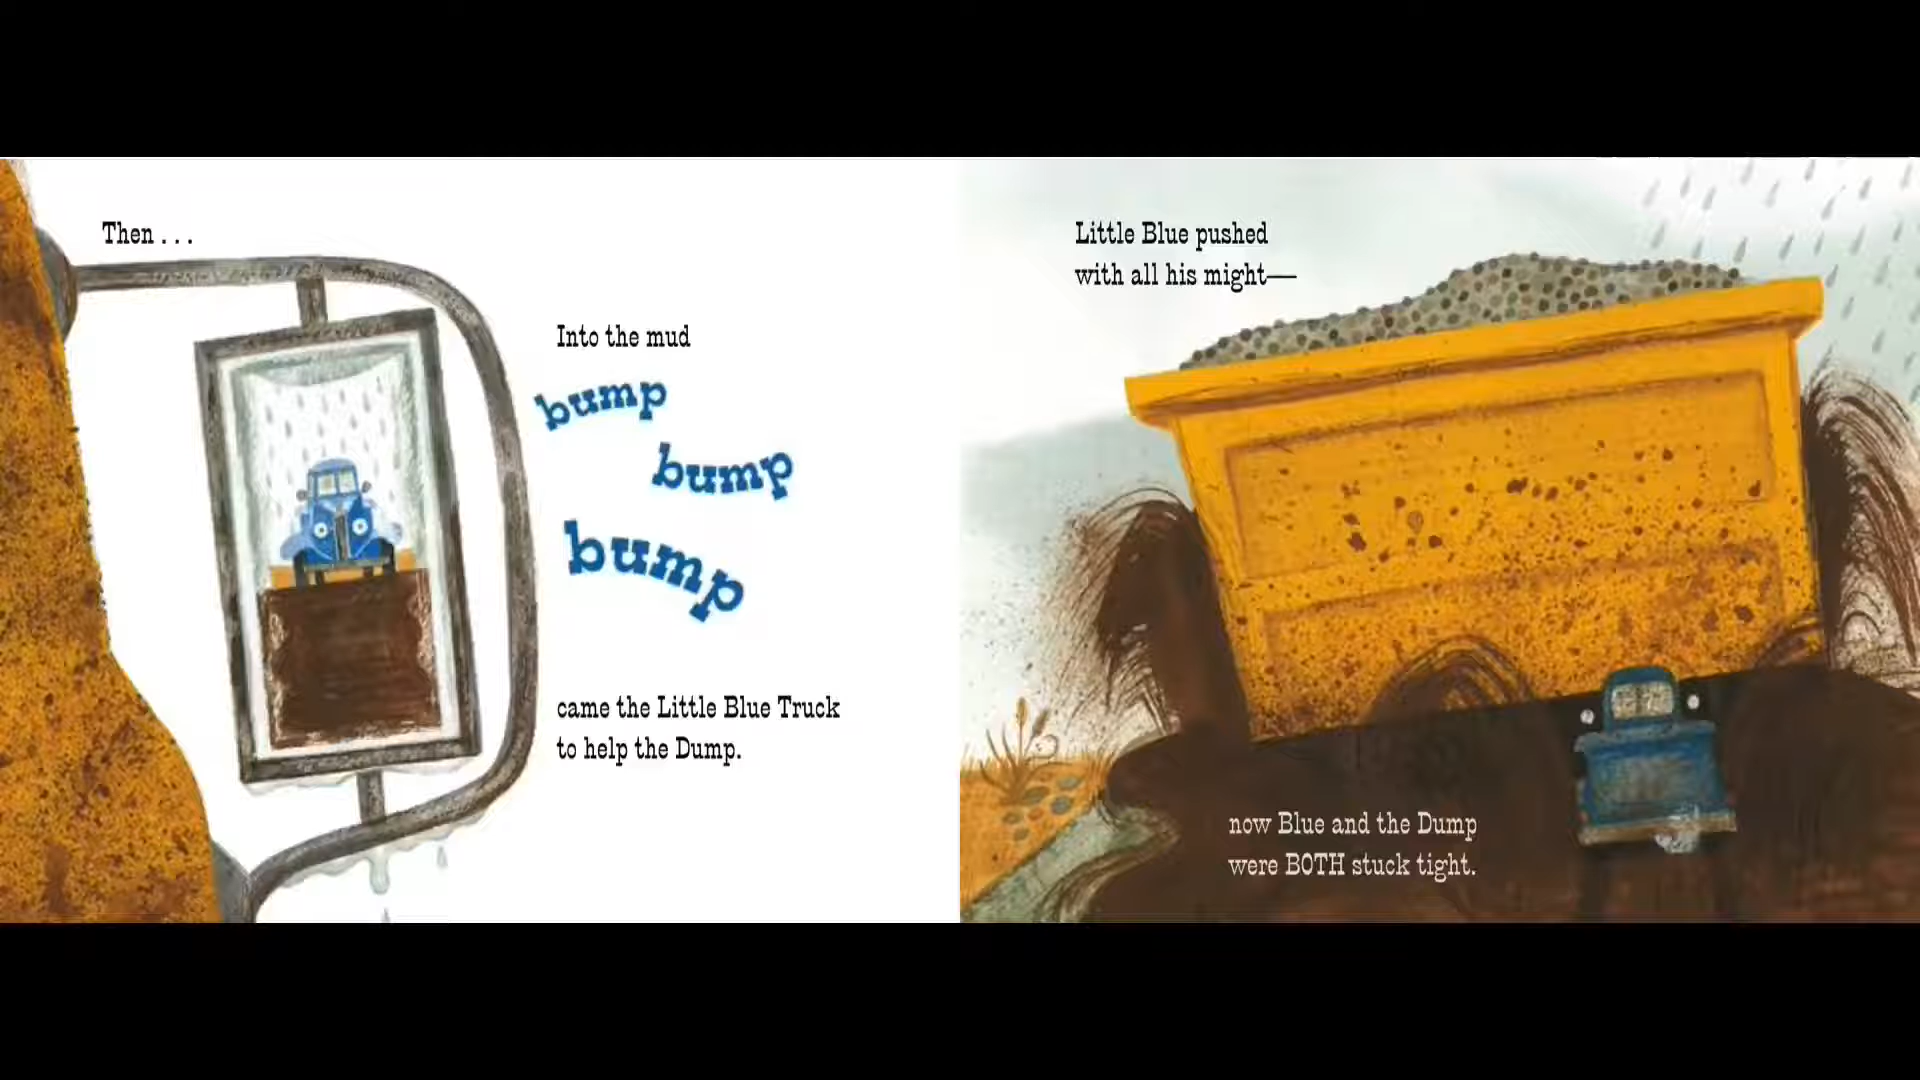 Then . . .
Into the mud
bump
bump
bump
came the Little Blue Truck
to help the Dump.
Little Blue pushed
with all his might—
now Blue and the Dump
were BOTH stuck tight.